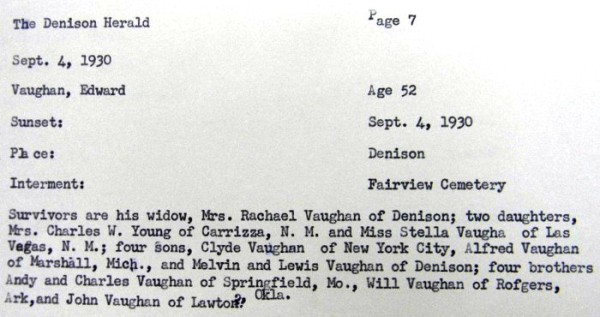 The Denison Herald Page 7
Sept. 4, 1930
Vaughan, Edward Age 52
Sunset: Sept. 4, 1930
Place: Denison
Interment: Fairview Cemetery
Survivors are his widow, Mrs. Rachael Vaughan of Denison; two daughters,
Mrs. Charles W. Young of Carrizza, N. M. and Miss Stella Vaugha of Las
Vegas, N. M.; four sons, Clyde Vaughan of New York City, Alfred Vaughan
of Marshall, Mich., and Melvin and Lewis Vaughan of Denison; four brothers
Andy and Charles Vaughan of Springfield, Mo., Will Vaughan of Rofgers,
Ark,and John Vaughan of Lawton, Okla.